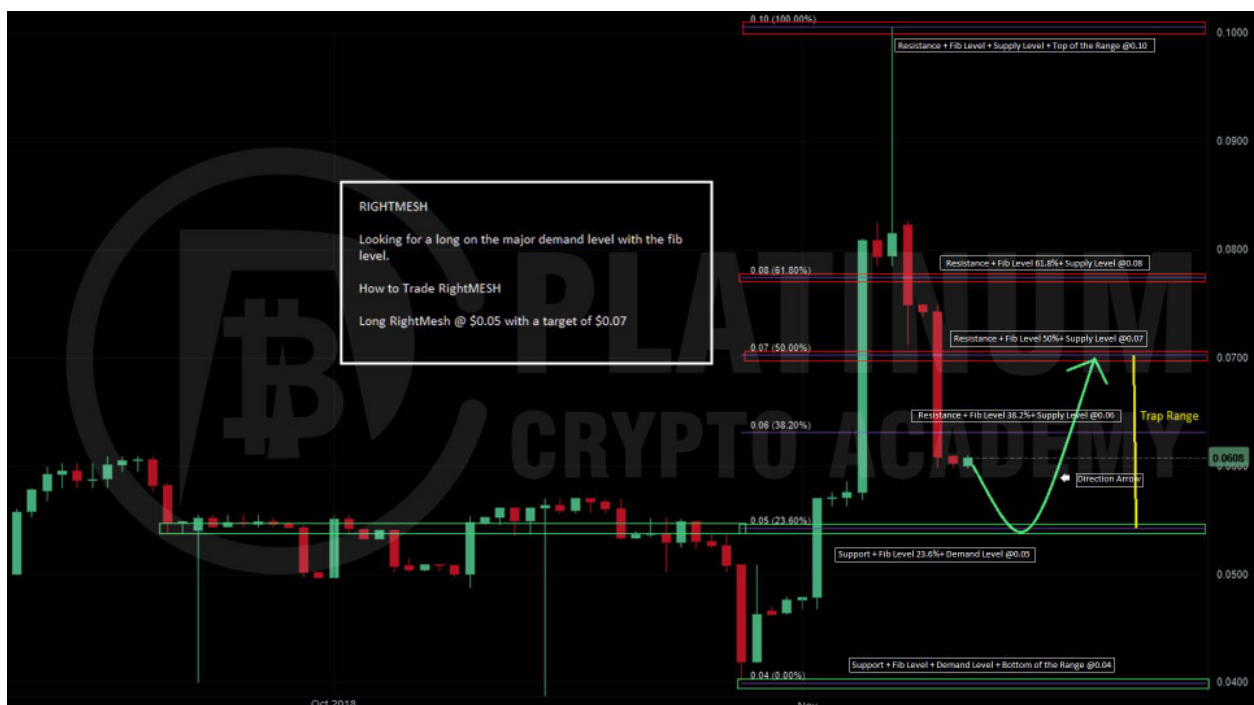 0.10 (100.00%)
0.1000
Resistance + Fib Level + Supply Level + Top of the Range @0.10
0.0900
RIGHTMESH
Looking for a long on the major demand level with the fib
level.
How to Trade RightMESH
Long RightMesh @ $0.05 with a target of $0.07
0.0800
Resistance + Fib Level 61.8%+ Supply Level @0.08
0.08 (61.80%)
PLATINUM
CRYPTO ACADEMY
Resistance + Fib Level 50%+ Supply Level @0.07
0.07 (50.00%)
0.0700
Resistance + Fib Level 38.2%+ Supply Level @0.06
Trap Range
0.06 (38.20%)
0.0608
0.0600
Direction Arrow
0.05 (23.60%)
Support + Fib Level 23.6%+ Demand Level @0.05
0.0500
Support + Fib Level + Demand Level + Bottom of the Range @0.04
0.04 (0.00%)
0.0400
Oct 2018
Nov